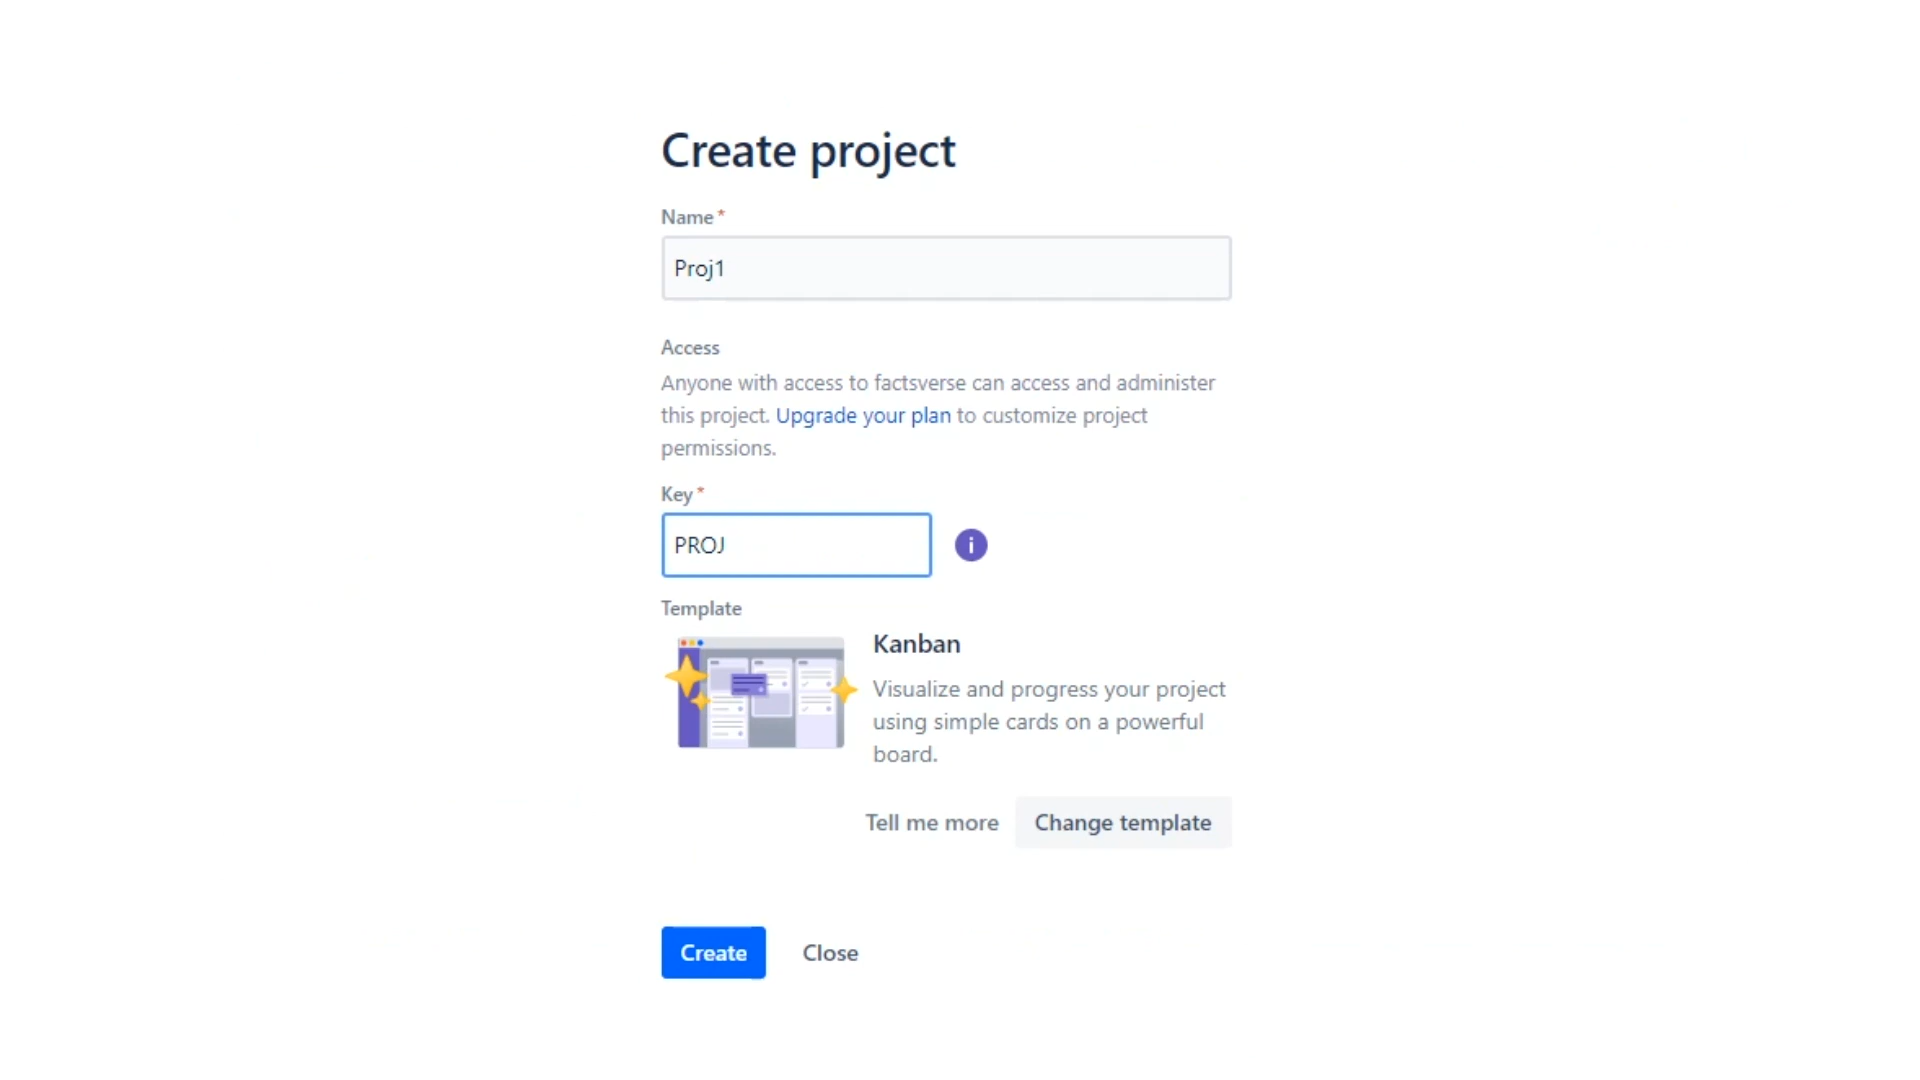 Create project
Name *
Proj1
Access
Anyone with access to factsverse can access and administer
this project. Upgrade your plan to customize project
permissions.
Key *
PROJ
i
Template
Kanban
Visualize and progress your project
using simple cards on a powerful
board.
Tell me more
Change template
Create
Close